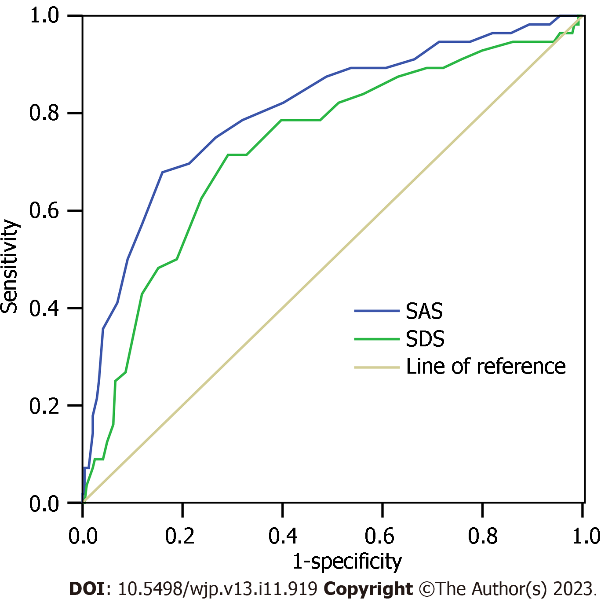 1.0
0.8
0.6
0.4
0.2
0.0
Sensitivity
SAS
SDS
Line of reference
0.0 0.2 0.4 0.6 0.8 1.0
1-specificity
DOI: 10.5498/wjp.v13.i11.919 Copyright ©The Author(s) 2023.